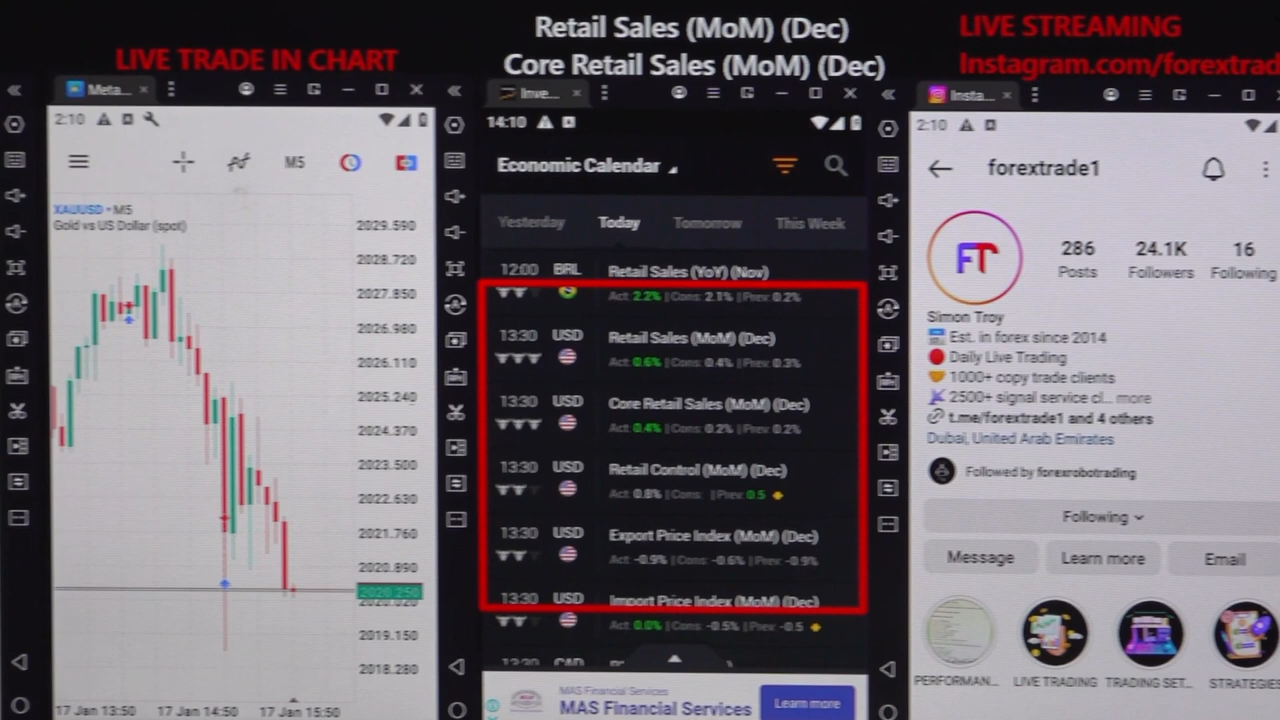 Retail Sales (MoM) (Dec)
Core Retail Sales (MoM) (Dec)
LIVE TRADE IN CHART
LIVE STREAMING
Instagram.com/forextrad
Meta...
2:10
M5
XAUUSD • M5
Gold vs US Dollar (spot)
2029.590
2028.720
2027.850
2026.980
2026.110
2025.240
2024.370
2023.500
2022.630
2021.760
2020.890
2020.250
2020.020
2019.150
2018.280
17 Jan 13:50
17 Jan 14:50
17 Jan 15:50
Inve...
14:10
Economic Calendar
Yesterday
Today
Tomorrow
This Week
12:00 BRL Retail Sales (YoY) (Nov)
Act: 2.2% | Cons: 2.1% | Prev: 0.2%
13:30 USD Retail Sales (MoM) (Dec)
Act: 0.6% | Cons: 0.4% | Prev: 0.3%
13:30 USD Core Retail Sales (MoM) (Dec)
Act: 0.4% | Cons: 0.2% | Prev: 0.2%
13:30 USD Retail Control (MoM) (Dec)
Act: 0.8% | Cons: | Prev: 0.5
13:30 USD Export Price Index (MoM) (Dec)
Act: -0.9% | Cons: -0.6% | Prev: -0.9%
13:30 USD Import Price Index (MoM) (Dec)
Act: 0.0% | Cons: -0.5% | Prev: -0.5
13:30 CAD
MAS Financial Services
MAS Financial Services
Learn more
Insta...
2:10
forextrade1
FT
286
Posts
24.1K
Followers
16
Following
Simon Troy
Est. in forex since 2014
Daily Live Trading
1000+ copy trade clients
2500+ signal service cl... more
t.me/forextrade1 and 4 others
Dubai, United Arab Emirates
Followed by forexrobotrading
Following
Message
Learn more
Email
PERFORMAN...
LIVE TRADING
TRADING SET...
STRATEGIE